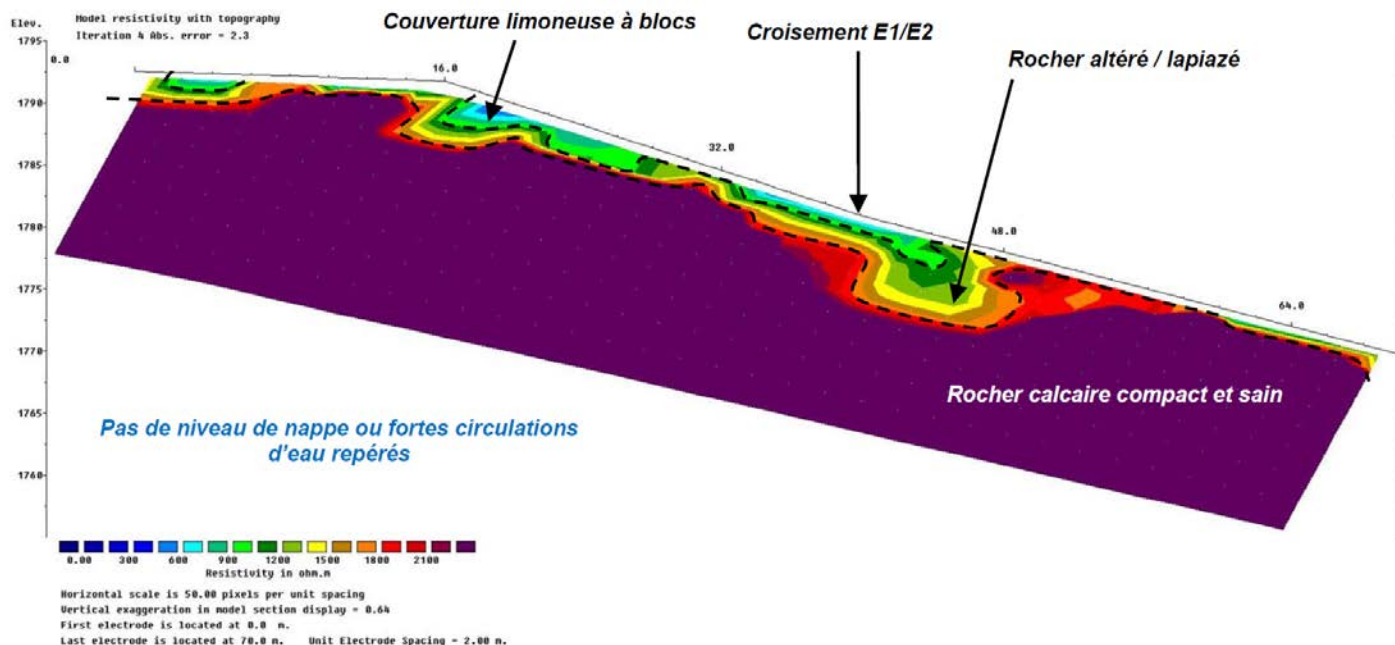 Elev.
Model resistivity with topography
Iteration 4 Abs. error = 2.3
Couverture limoneuse à blocs
Croisement E1/E2
Rocher altéré / lapiazé
1795
0.0
16.0
1790
1785
32.0
1780
48.0
1775
64.0
1770
1765
1760
Rocher calcaire compact et sain
Pas de niveau de nappe ou fortes circulations
d'eau repérés
0.00 300 600 900 1200 1500 1800 2100
Resistivity in ohm.m
Horizontal scale is 50.00 pixels per unit spacing
Vertical exaggeration in model section display = 0.64
First electrode is located at 0.0 m.
Last electrode is located at 70.0 m. Unit Electrode Spacing = 2.00 m.